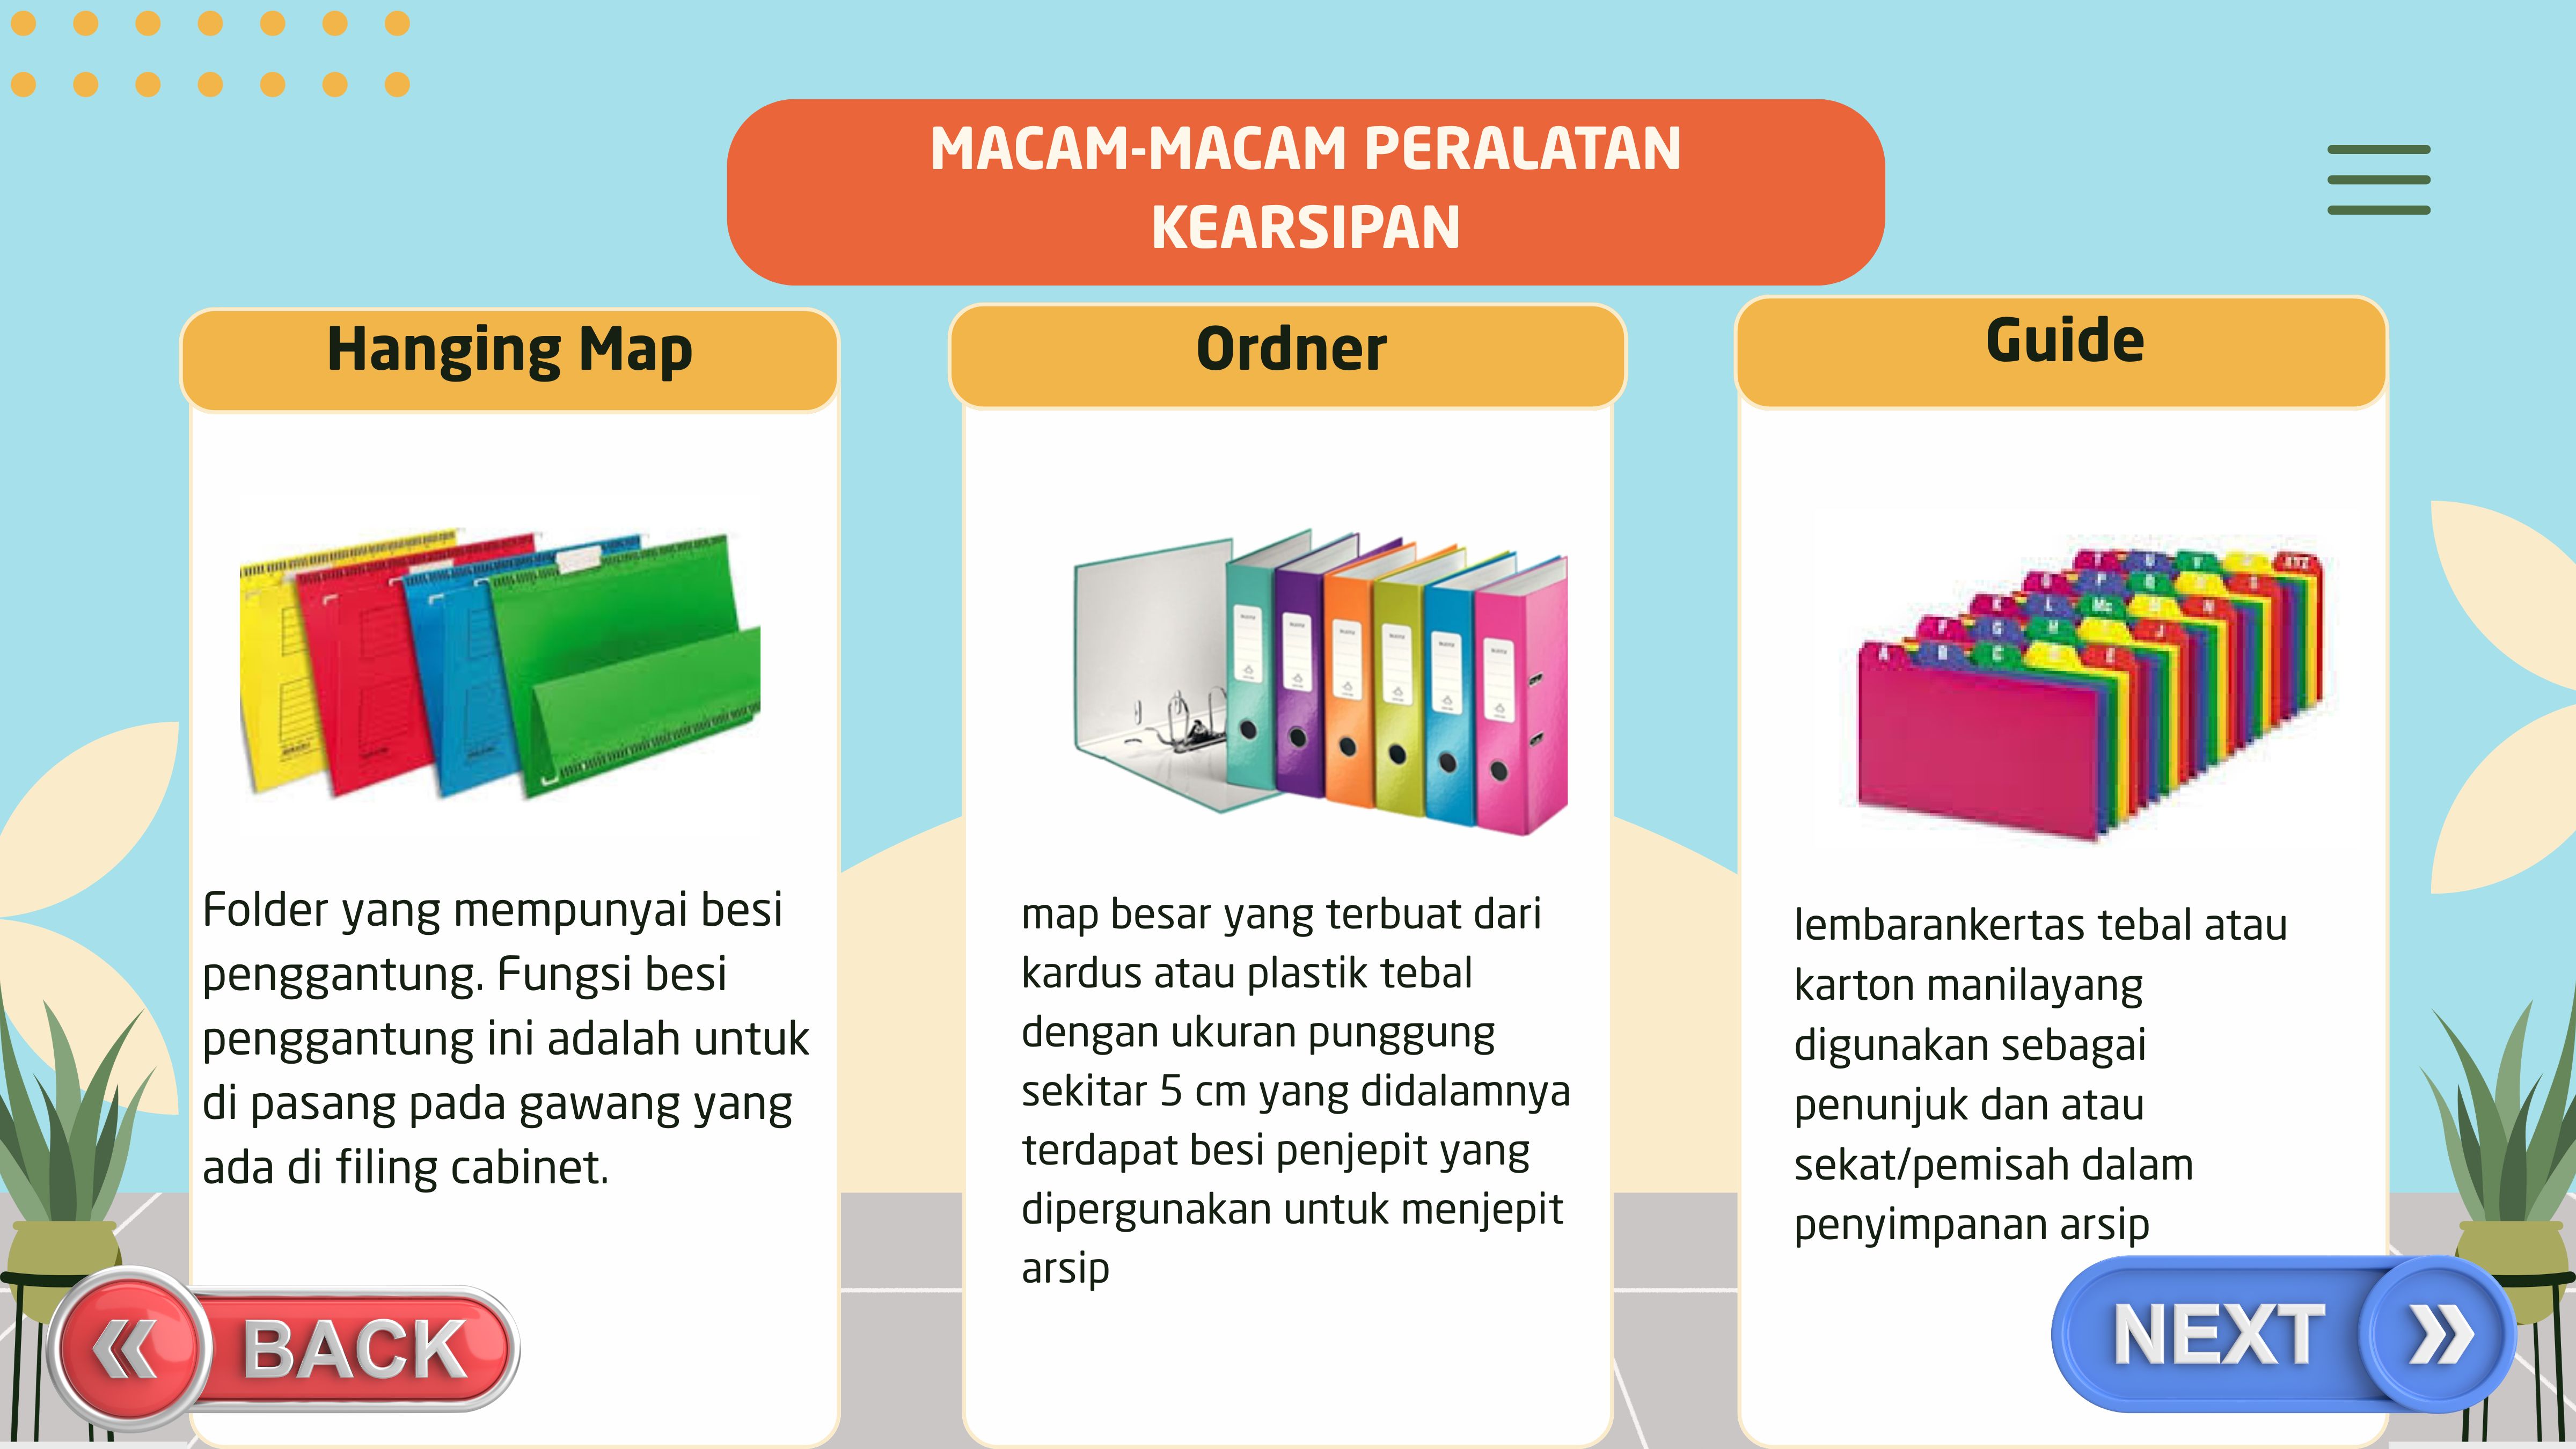 MACAM-MACAM PERALATAN
KEARSIPAN
Hanging Map
Folder yang mempunyai besi
penggantung. Fungsi besi
penggantung ini adalah untuk
di pasang pada gawang yang
ada di filing cabinet.
Ordner
map besar yang terbuat dari
kardus atau plastik tebal
dengan ukuran punggung
sekitar 5 cm yang didalamnya
terdapat besi penjepit yang
dipergunakan untuk menjepit
arsip
Guide
A B C E
F G H J
K L Mc N
XYZ
lembarankertas tebal atau
karton manilayang
digunakan sebagai
penunjuk dan atau
sekat/pemisah dalam
penyimpanan arsip
BACK
NEXT